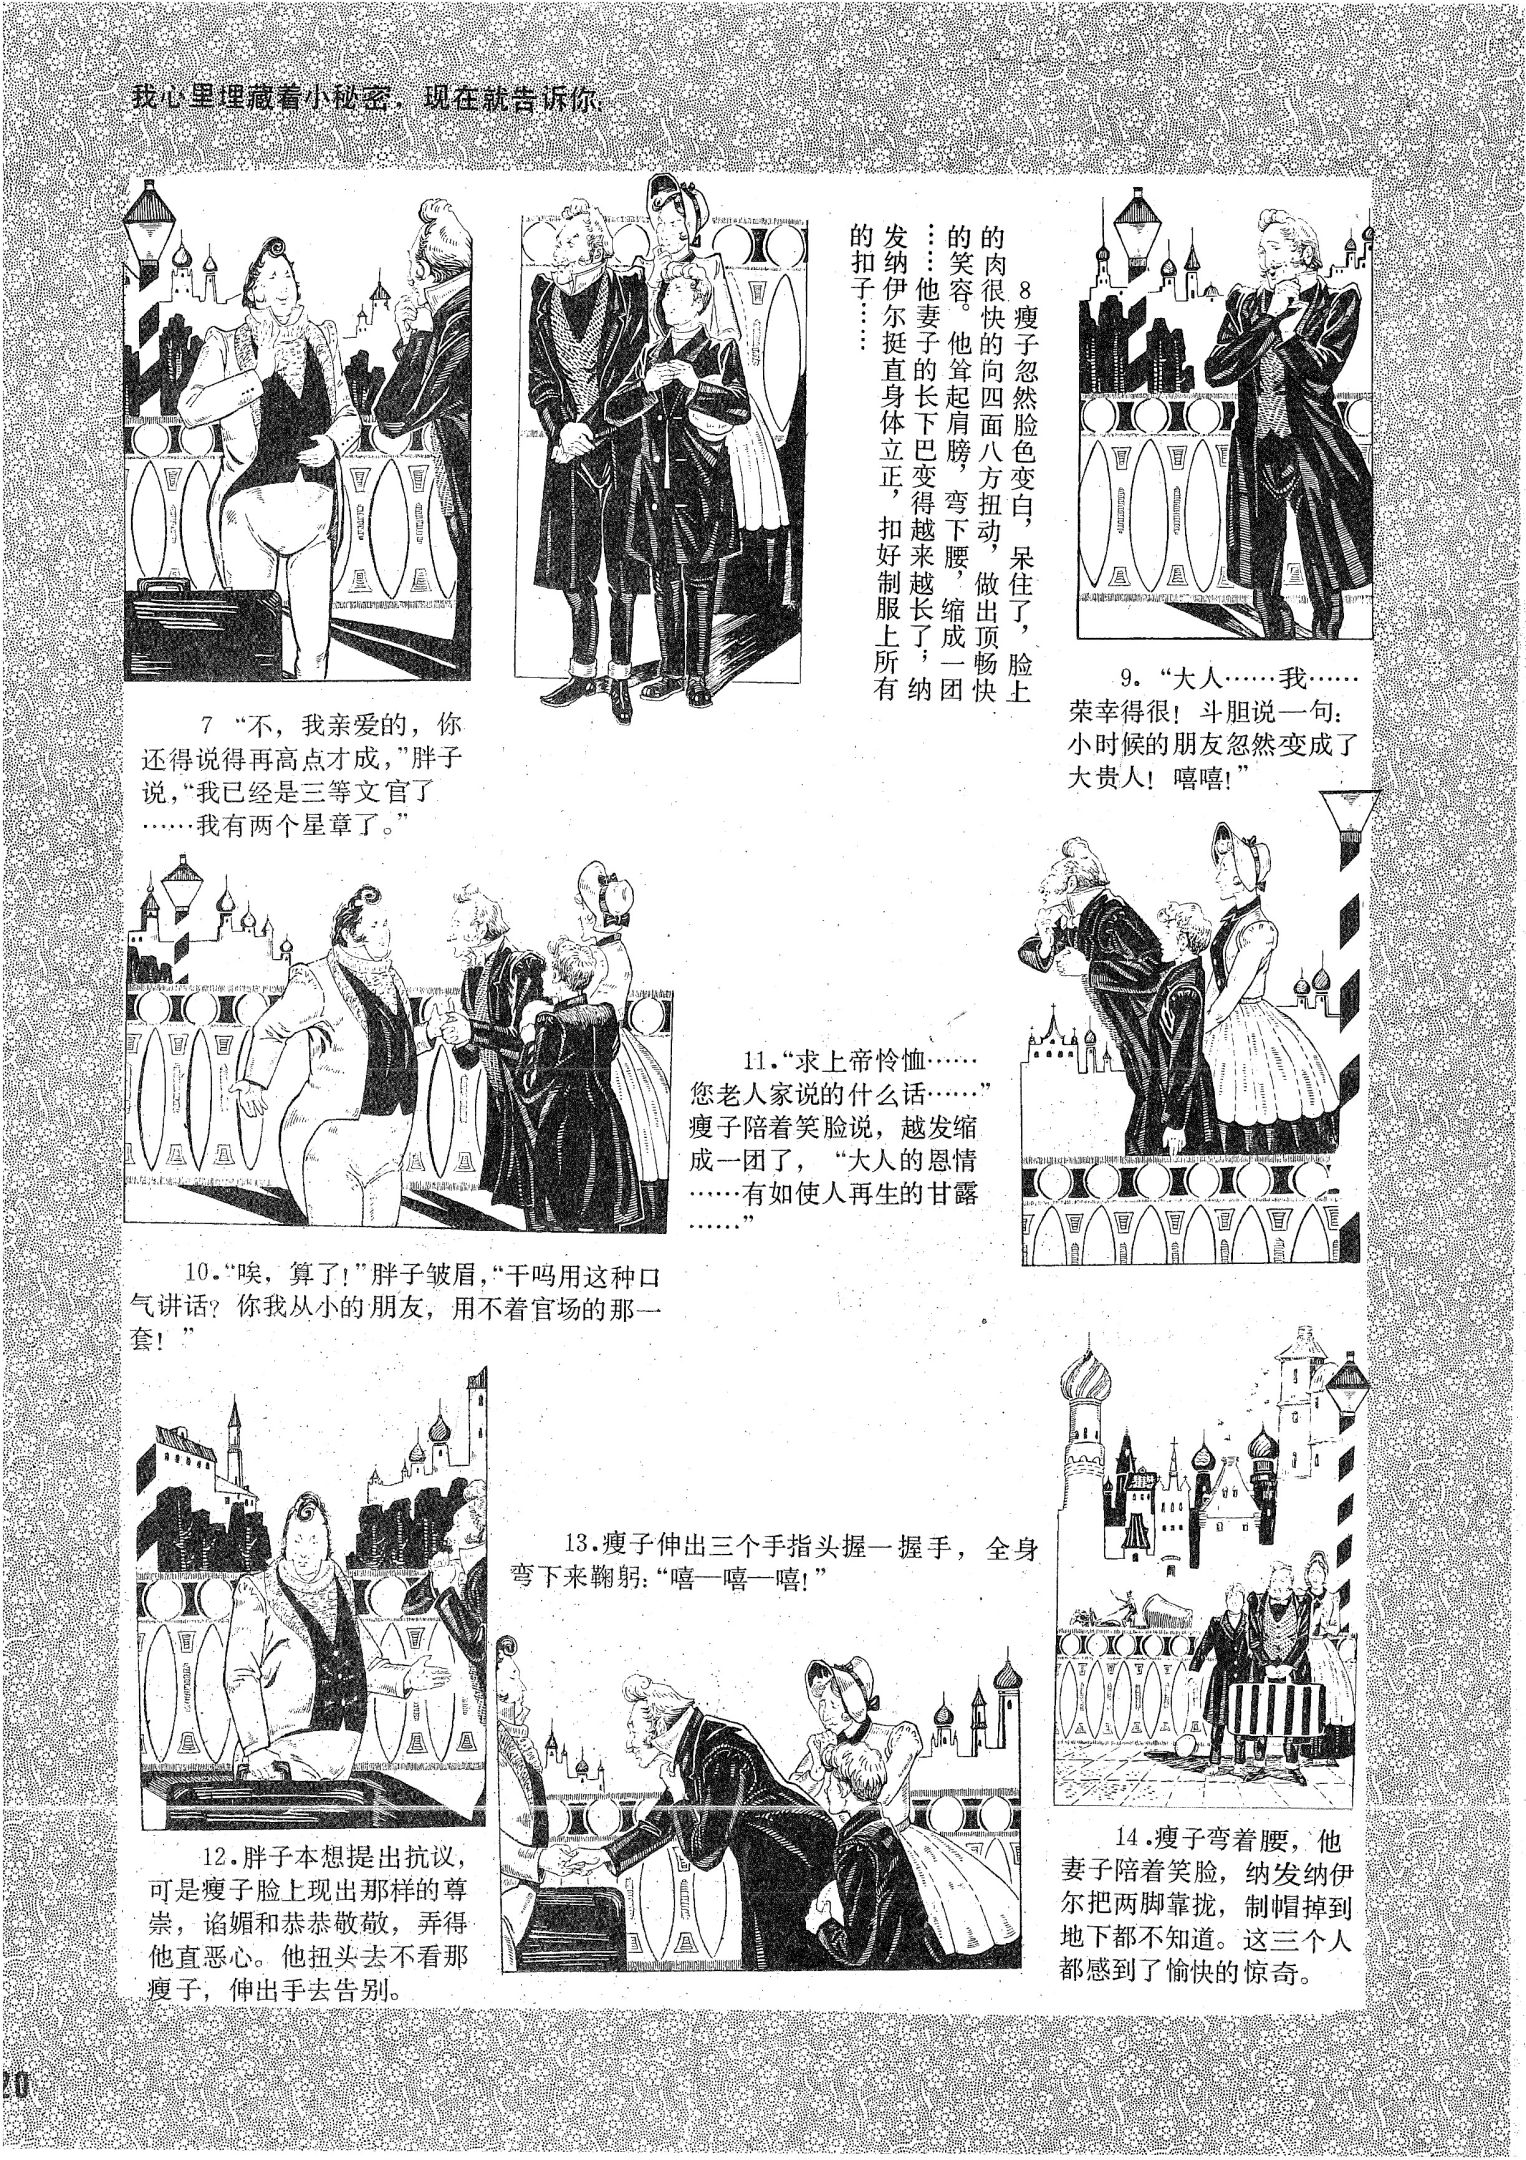 我心里埋藏着小秘密，现在就告诉你：
7 “不，我亲爱的，你
还得说得再高点才成，”胖子
说，“我已经是三等文官了
……我有两个星章了。”
8 瘦子忽然脸色变白，呆住了，脸上
的肉很快的向四面八方扭动，做出顶畅快
的笑容。他耸起肩膀，弯下腰，缩成一团
……他妻子的长下巴变得越来越长了；纳
发纳伊尔挺直身体立正，扣好制服上所有
的扣子……
9．“大人……我……
荣幸得很！斗胆说一句：
小时候的朋友忽然变成了
大贵人！嘻嘻！”
10．“唉，算了！”胖子皱眉，“干吗用这种口
气讲话？你我从小的朋友，用不着官场的那一
套！”
11．“求上帝怜恤……
您老人家说的什么话……”
瘦子陪着笑脸说，越发缩
成一团了，“大人的恩情
……有如使人再生的甘露
……”
12．胖子本想提出抗议，
可是瘦子脸上现出那样的尊
崇，谄媚和恭恭敬敬，弄得
他直恶心。他扭头去不看那
瘦子，伸出手去告别。
13．瘦子伸出三个手指头握一握手，全身
弯下来鞠躬：“嘻—嘻—嘻！”
14．瘦子弯着腰，他
妻子陪着笑脸，纳发纳伊
尔把两脚靠拢，制帽掉到
地下都不知道。这三个人
都感到了愉快的惊奇。
20